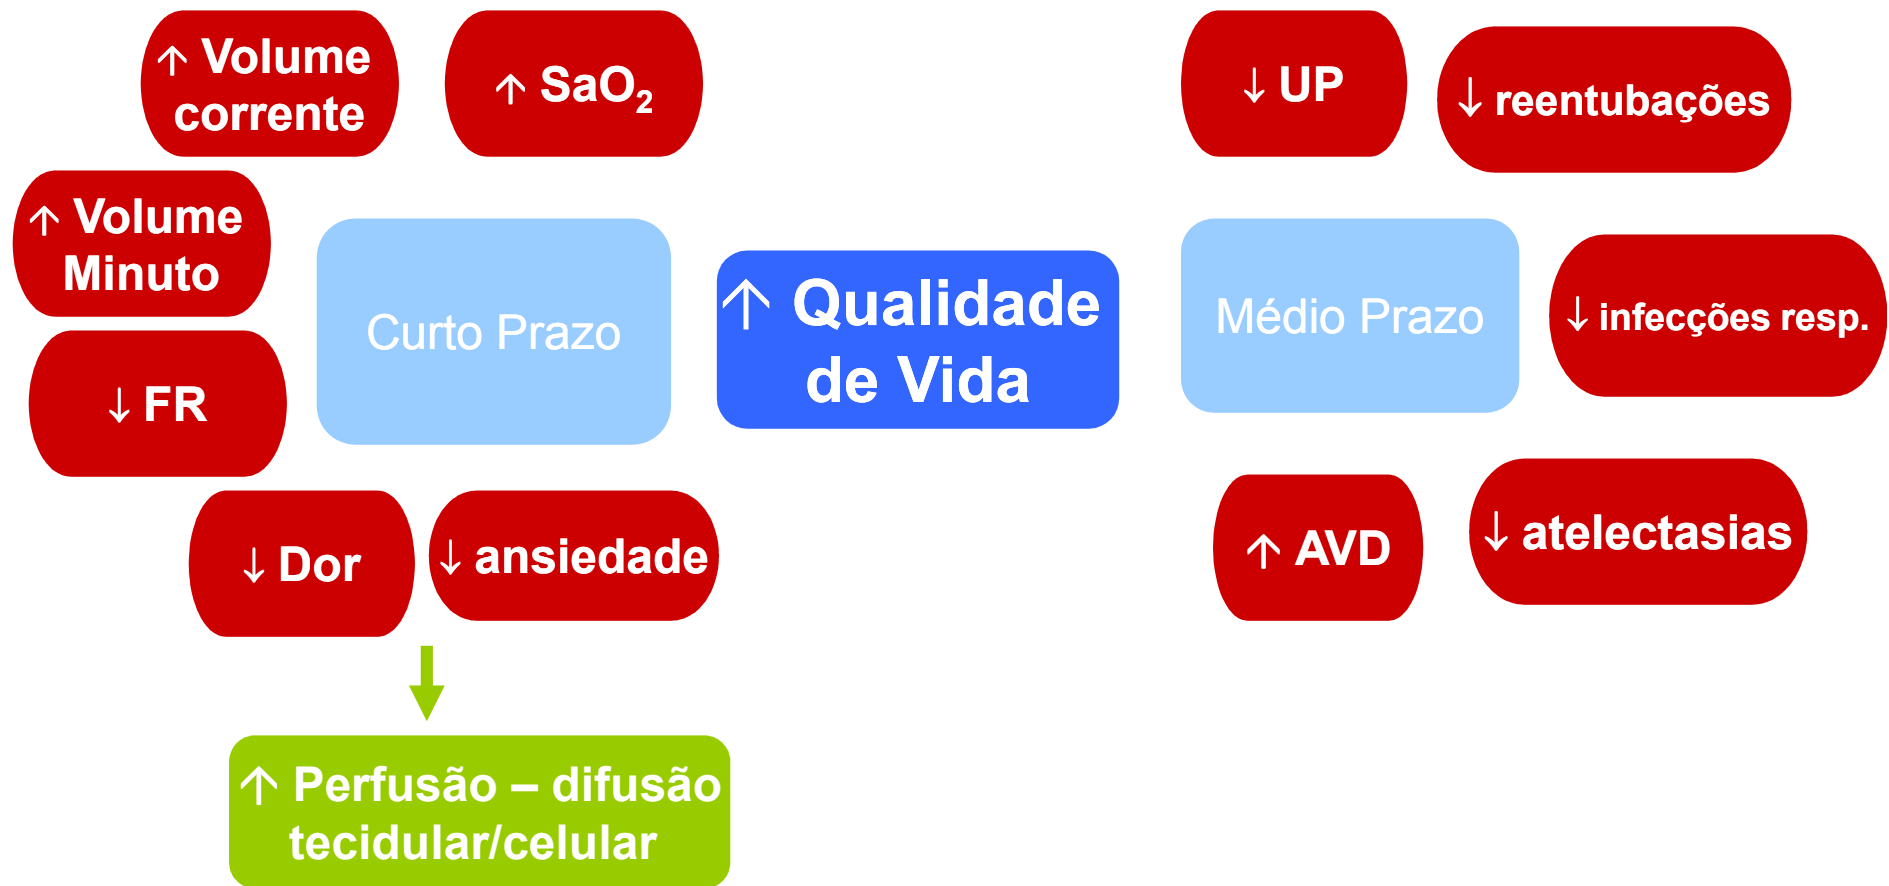 ↑ Volume
corrente
↑ SaO₂
↑ Volume
Minuto
Curto Prazo
↓ FR
↓ Dor
↓ ansiedade
↑ Perfusão – difusão
tecidular/celular
↑ Qualidade
de Vida
↓ UP
↓ reentubações
Médio Prazo
↓ infecções resp.
↑ AVD
↓ atelectasias